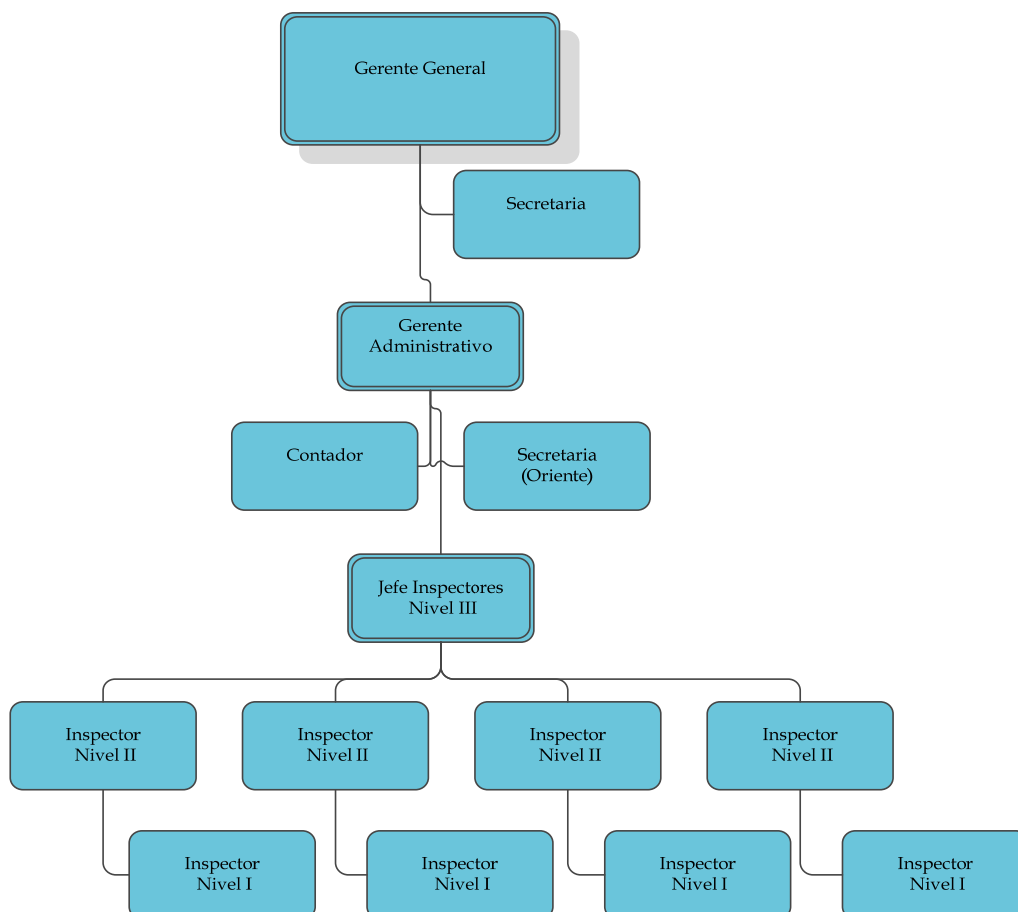 Gerente General
Secretaria
Gerente
Administrativo
Contador
Secretaria
(Oriente)
Jefe Inspectores
Nivel III
Inspector
Nivel II
Inspector
Nivel II
Inspector
Nivel II
Inspector
Nivel II
Inspector
Nivel I
Inspector
Nivel I
Inspector
Nivel I
Inspector
Nivel I